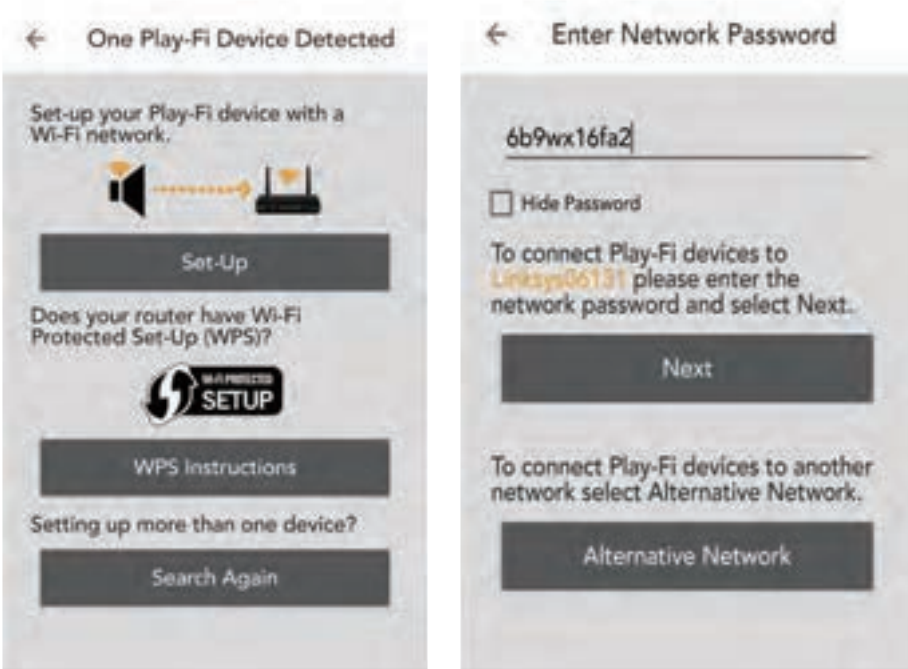 One Play-Fi Device Detected
Set-up your Play-Fi device with a
Wi-Fi network.
Set-Up
Does your router have Wi-Fi
Protected Set-Up (WPS)?
WI-FI PROTECTED
SETUP
WPS Instructions
Setting up more than one device?
Search Again
Enter Network Password
6b9wx16fa2
Hide Password
To connect Play-Fi devices to
Linksys06131 please enter the
network password and select Next.
Next
To connect Play-Fi devices to another
network select Alternative Network.
Alternative Network